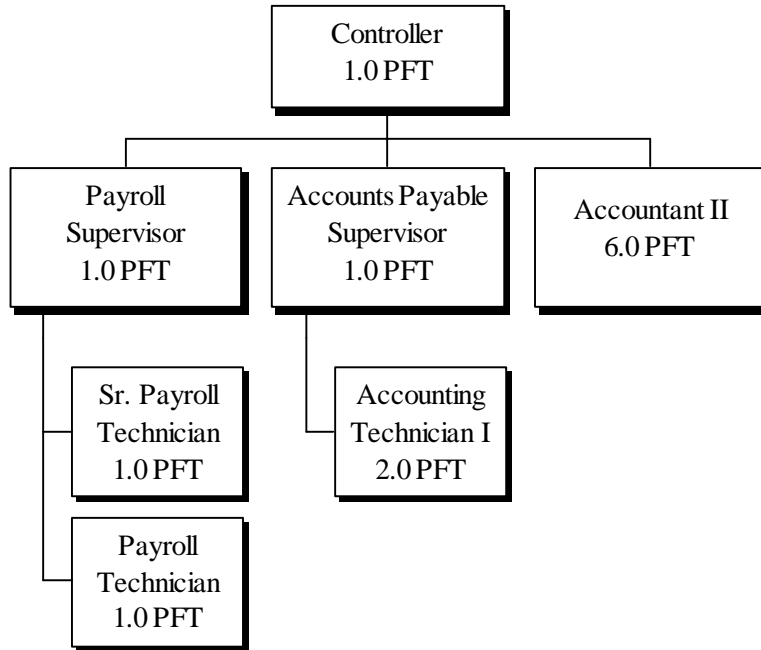 Controller
1.0 PFT
Payroll
Supervisor
1.0 PFT
Accounts Payable
Supervisor
1.0 PFT
Accountant II
6.0 PFT
Sr. Payroll
Technician
1.0 PFT
Accounting
Technician I
2.0 PFT
Payroll
Technician
1.0 PFT